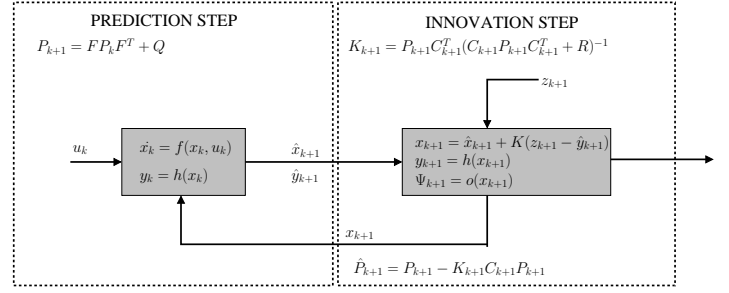 PREDICTION STEP
P_{k+1} = FP_kF^T + Q
u_k
ẋ_k = f(x_k, u_k)
y_k = h(x_k)
x̂_{k+1}
ŷ_{k+1}
x_{k+1}
INNOVATION STEP
K_{k+1} = P_{k+1}C_{k+1}^T(C_{k+1}P_{k+1}C_{k+1}^T + R)^{-1}
z_{k+1}
x_{k+1} = x̂_{k+1} + K(z_{k+1} − ŷ_{k+1})
y_{k+1} = h(x_{k+1})
Ψ_{k+1} = o(x_{k+1})
P̂_{k+1} = P_{k+1} − K_{k+1}C_{k+1}P_{k+1}